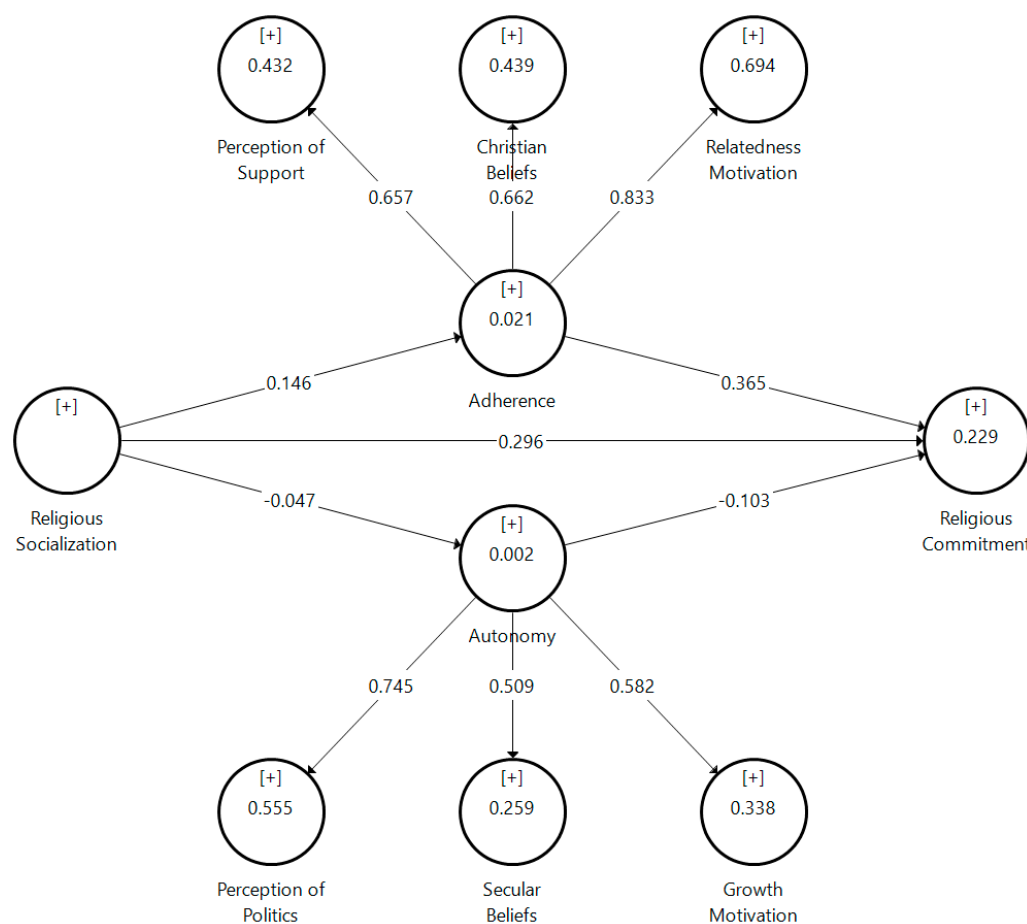 [+]
0.432
Perception of
Support
[+]
0.439
Christian
Beliefs
[+]
0.694
Relatedness
Motivation
0.657
0.662
0.833
[+]
0.021
Adherence
0.146
0.365
[+]
Religious
Socialization
0.296
[+]
0.229
Religious
Commitment
-0.047
-0.103
[+]
0.002
Autonomy
0.745
0.509
0.582
[+]
0.555
Perception of
Politics
[+]
0.259
Secular
Beliefs
[+]
0.338
Growth
Motivation